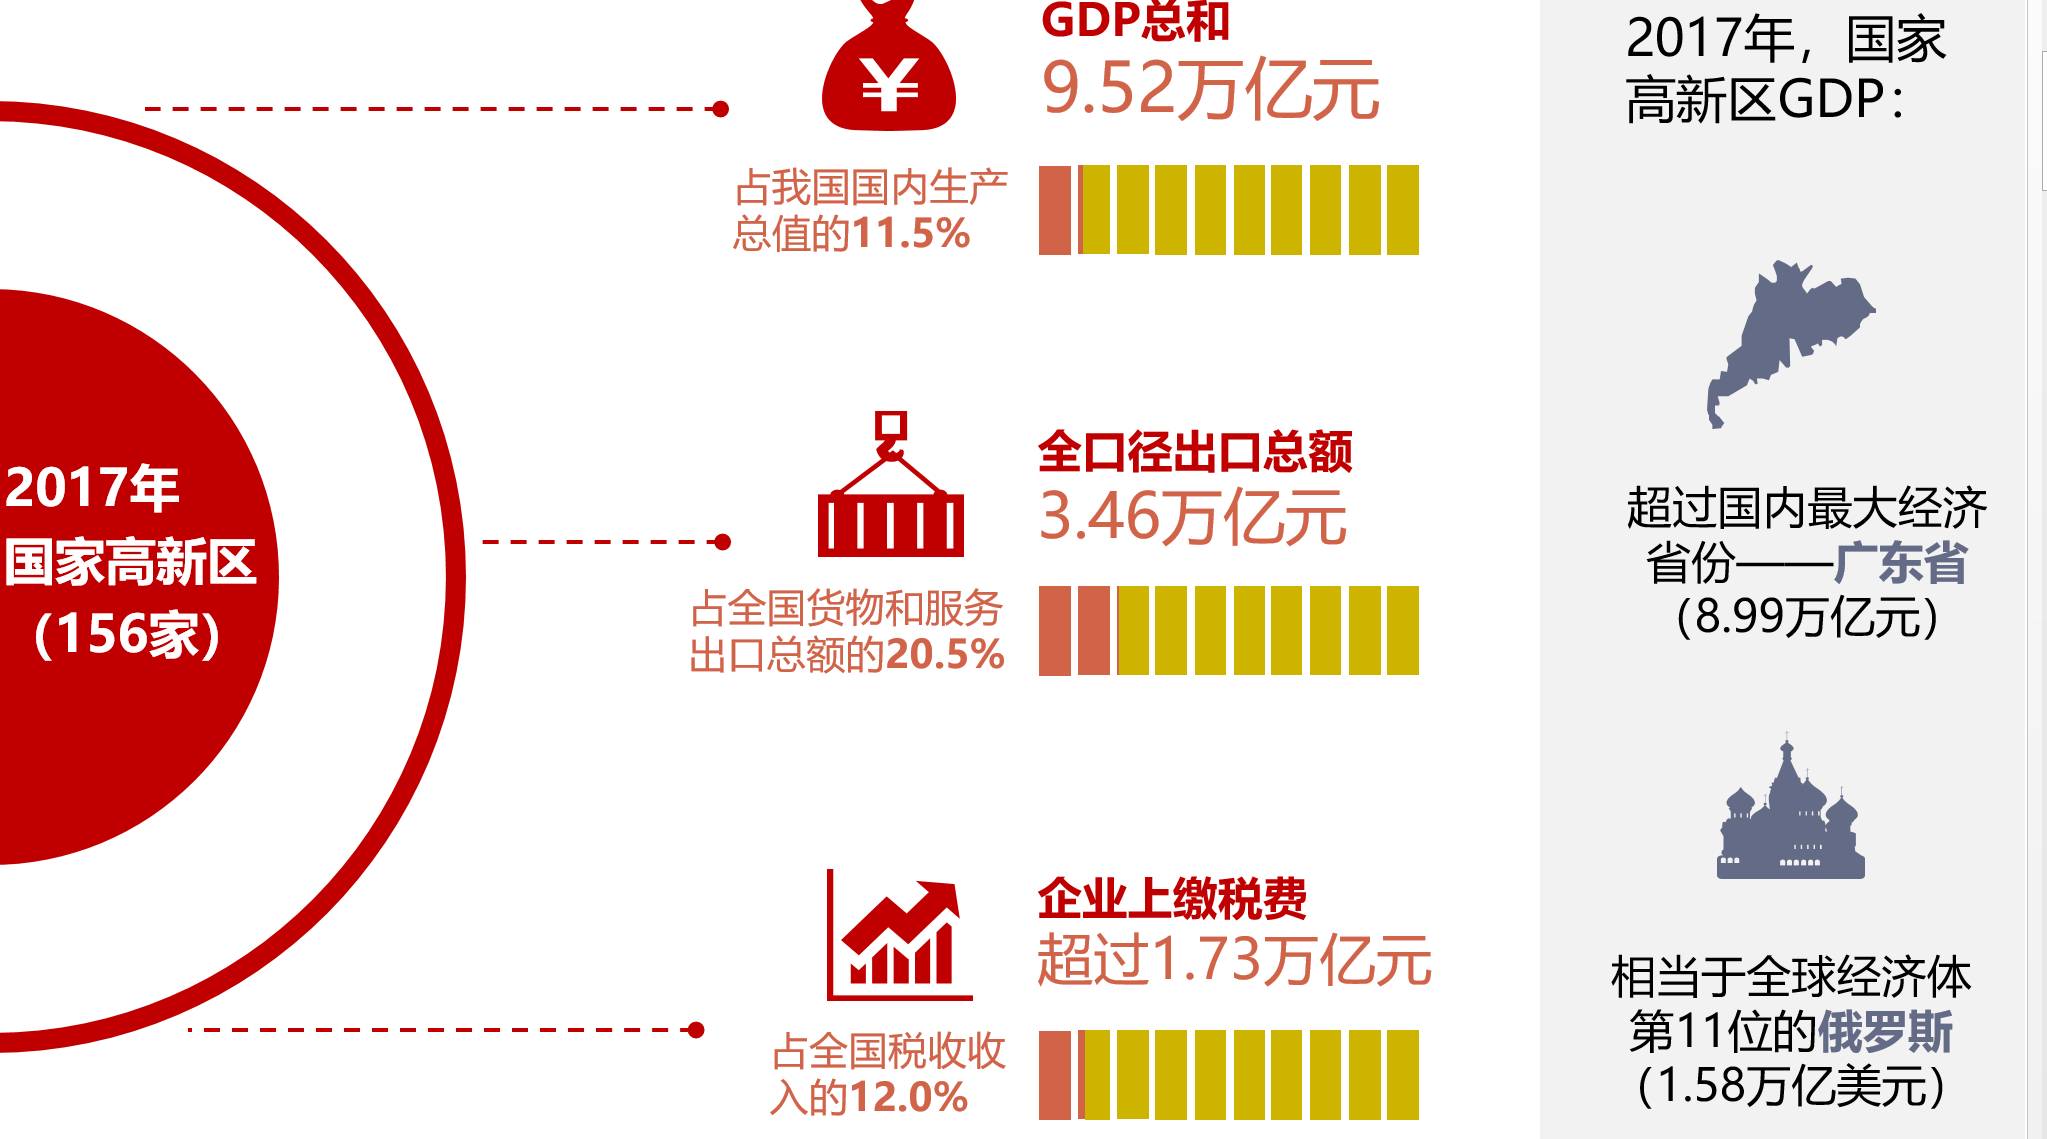 2017年
国家高新区
（156家）
GDP总和
9.52万亿元
占我国国内生产
总值的11.5%
全口径出口总额
3.46万亿元
占全国货物和服务
出口总额的20.5%
企业上缴税费
超过1.73万亿元
占全国税收收
入的12.0%
2017年，国家
高新区GDP：
超过国内最大经济
省份——广东省
（8.99万亿元）
相当于全球经济体
第11位的俄罗斯
（1.58万亿美元）